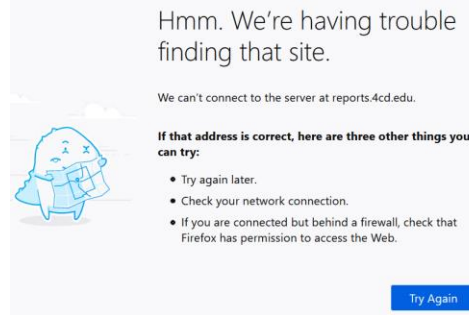 Hmm. We're having trouble
finding that site.
We can't connect to the server at reports.4cd.edu.
If that address is correct, here are three other things you
can try:
• Try again later.
• Check your network connection.
• If you are connected but behind a firewall, check that
Firefox has permission to access the Web.
Try Again